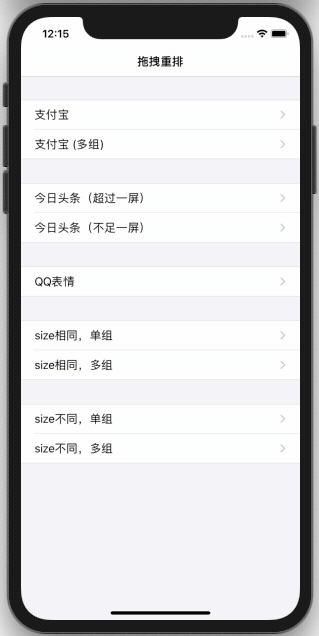 12:15
拖拽重排
支付宝
支付宝 (多组)
今日头条（超过一屏）
今日头条（不足一屏）
QQ表情
size相同，单组
size相同，多组
size不同，单组
size不同，多组